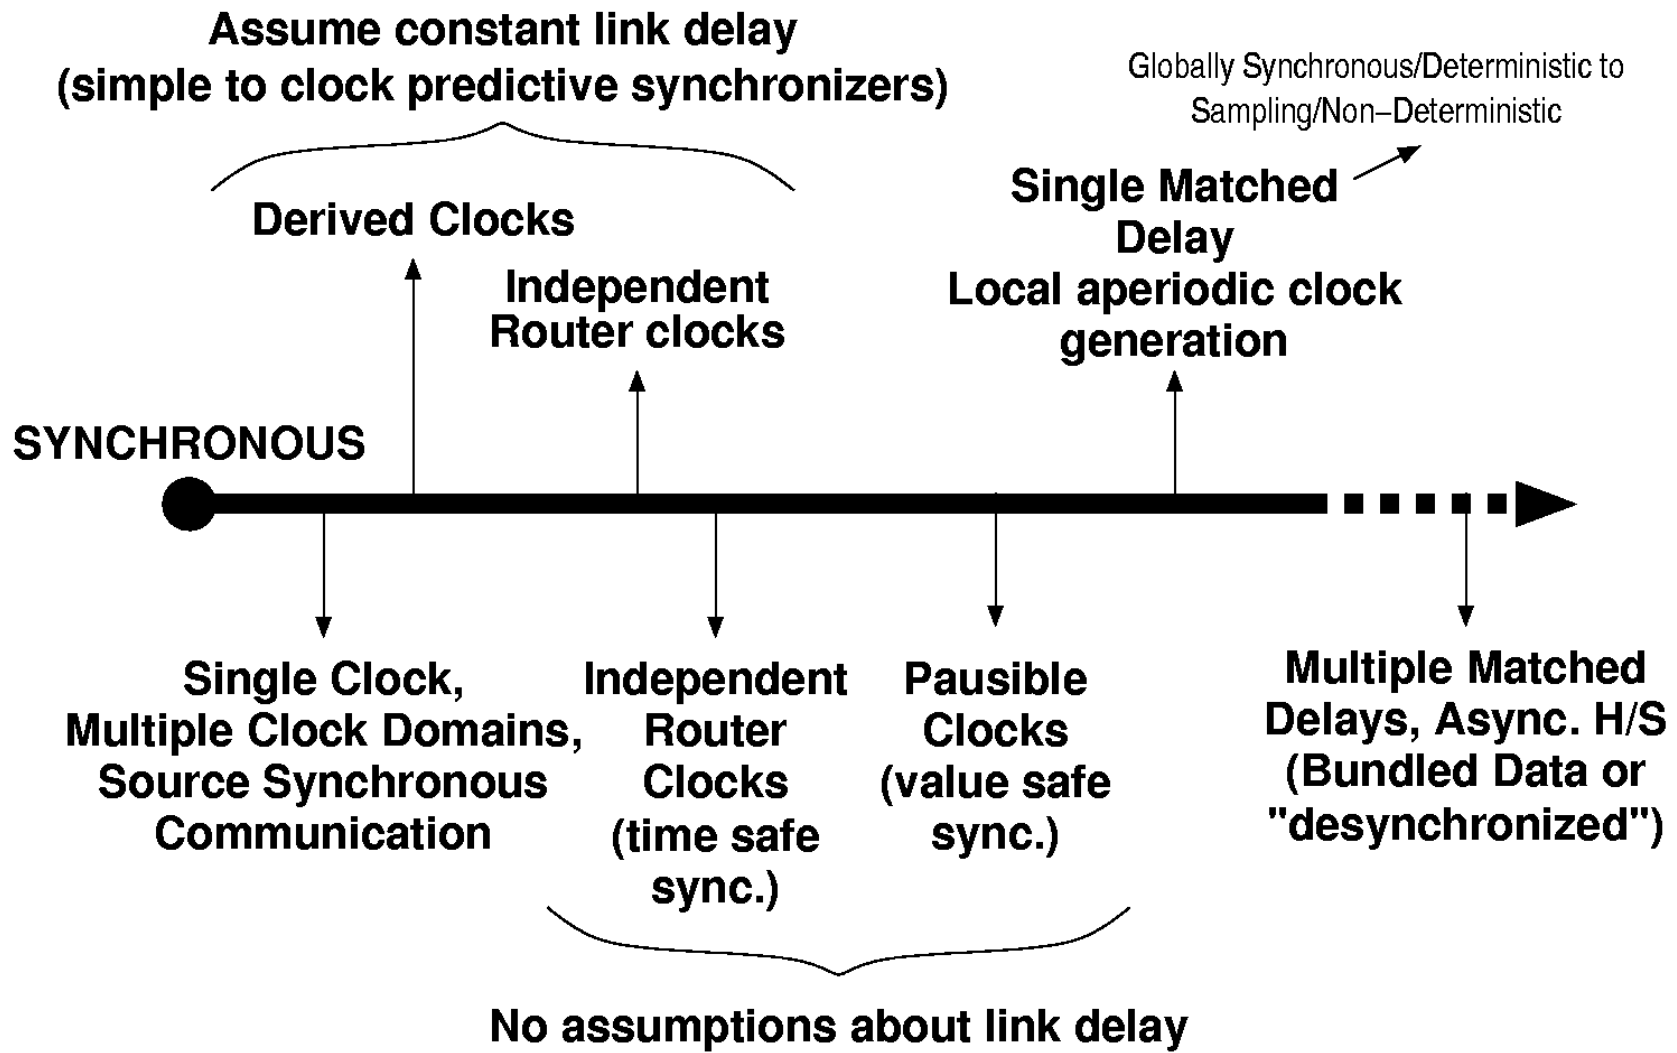 Assume constant link delay
(simple to clock predictive synchronizers)
Globally Synchronous/Deterministic to
Sampling/Non–Deterministic
Derived Clocks
Independent
Router clocks
Single Matched
Delay
Local aperiodic clock
generation
SYNCHRONOUS
Single Clock,
Multiple Clock Domains,
Source Synchronous
Communication
Independent
Router
Clocks
(time safe
sync.)
Pausible
Clocks
(value safe
sync.)
Multiple Matched
Delays, Async. H/S
(Bundled Data or
"desynchronized")
No assumptions about link delay